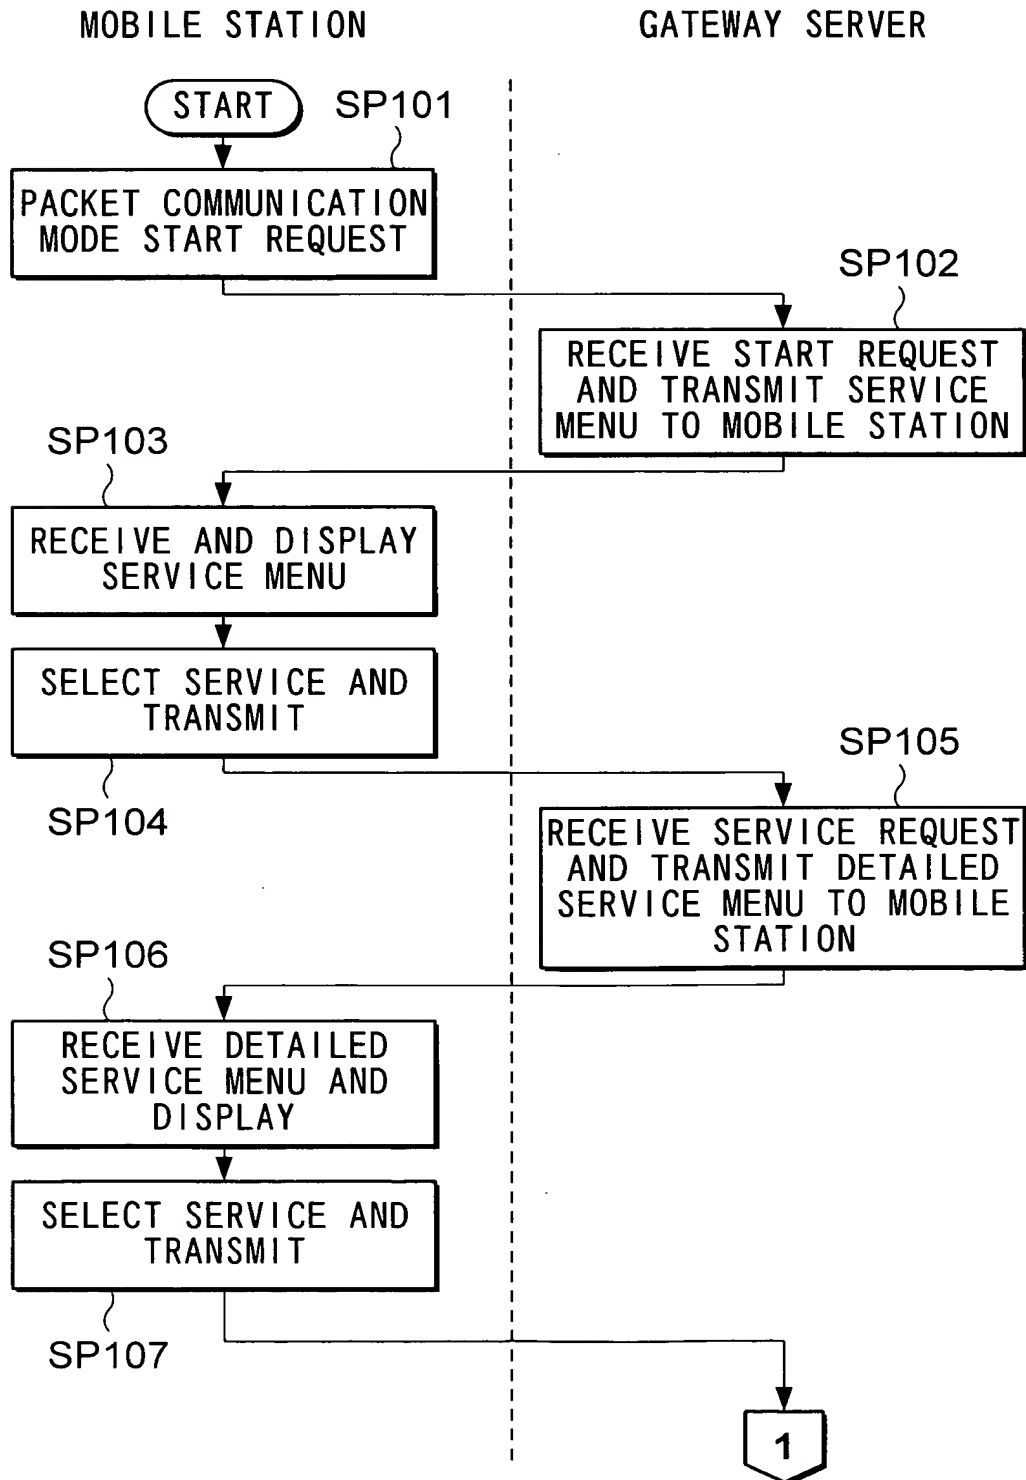 MOBILE STATION
GATEWAY SERVER
START
SP101
PACKET COMMUNICATION
MODE START REQUEST
SP102
RECEIVE START REQUEST
AND TRANSMIT SERVICE
MENU TO MOBILE STATION
SP103
RECEIVE AND DISPLAY
SERVICE MENU
SELECT SERVICE AND
TRANSMIT
SP104
SP105
RECEIVE SERVICE REQUEST
AND TRANSMIT DETAILED
SERVICE MENU TO MOBILE
STATION
SP106
RECEIVE DETAILED
SERVICE MENU AND
DISPLAY
SELECT SERVICE AND
TRANSMIT
SP107
1